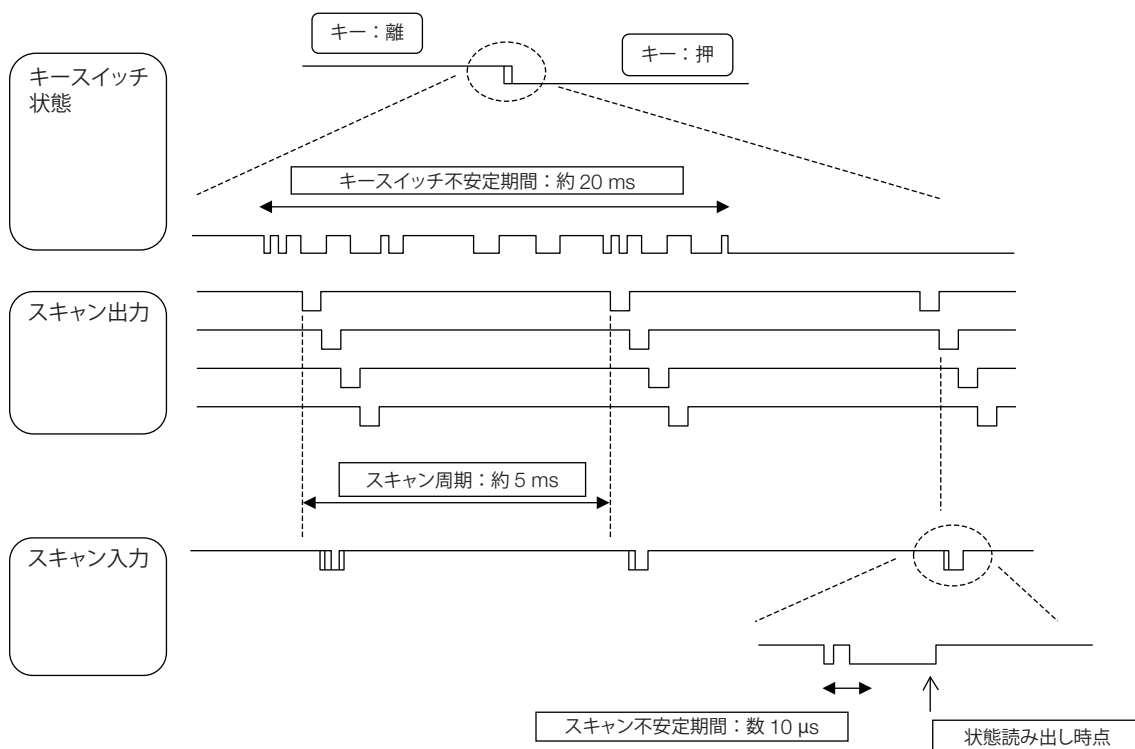 キー：離
キー：押
キースイッチ
状態
キースイッチ不安定期間：約 20 ms
スキャン出力
スキャン周期：約 5 ms
スキャン入力
スキャン不安定期間：数 10 μs
状態読み出し時点